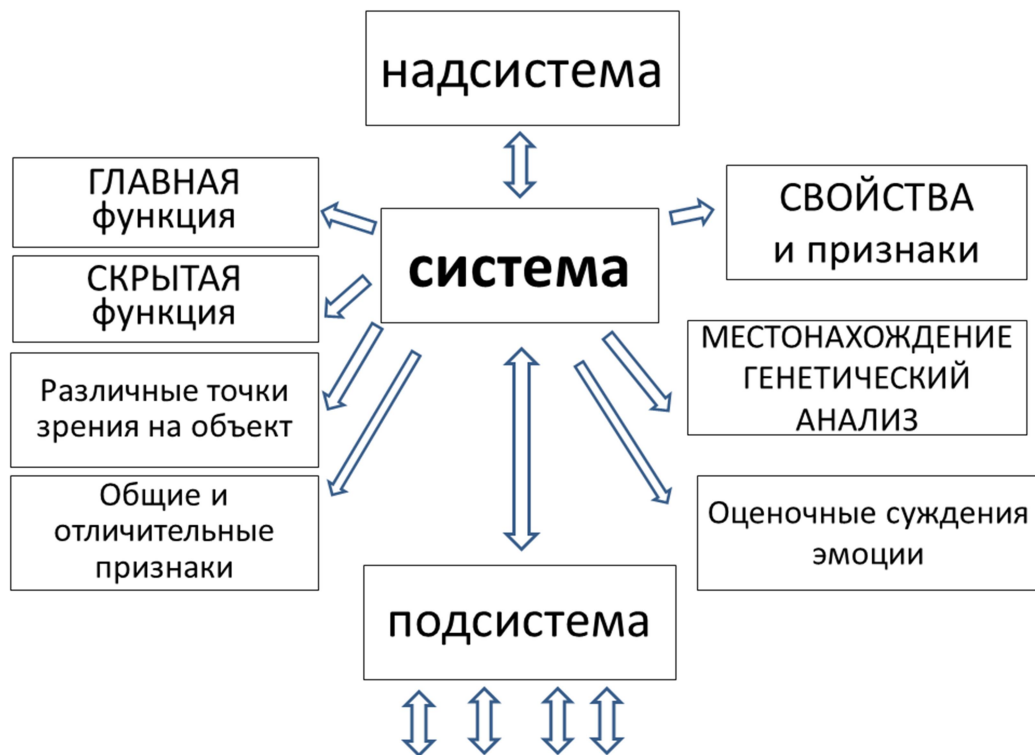 надсистема
ГЛАВНАЯ
функция
СВОЙСТВА
и признаки
система
СКРЫТАЯ
функция
МЕСТОНАХОЖДЕНИЕ
ГЕНЕТИЧЕСКИЙ
АНАЛИЗ
Различные точки
зрения на объект
Общие и
отличительные
признаки
Оценочные суждения
эмоции
подсистема